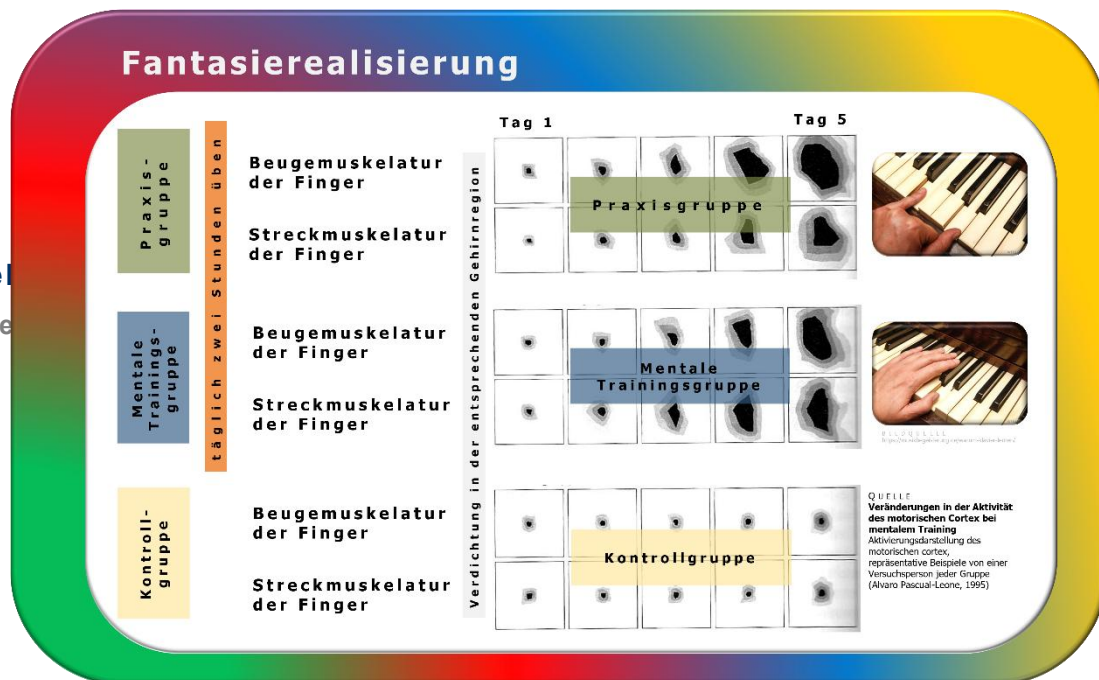 Fantasierealisierung
Tag 1
Tag 5
Praxis-
gruppe
täglich zwei Stunden üben
Beugemuskelatur
der Finger
Streckmuskelatur
der Finger
Verdichtung in der entsprechenden Gehirnregion
Praxisgruppe
Mentale
Trainings-
gruppe
Beugemuskelatur
der Finger
Streckmuskelatur
der Finger
Mentale
Trainingsgruppe
BILDQUELLE
Kontroll-
gruppe
Beugemuskelatur
der Finger
Streckmuskelatur
der Finger
Kontrollgruppe
QUELLE
Veränderungen in der Aktivität
des motorischen Cortex bei
mentalem Training
Aktivierungsdarstellung des
motorischen cortex,
repräsentative Beispiele von einer
Versuchsperson jeder Gruppe
(Alvaro Pascual-Leone, 1995)